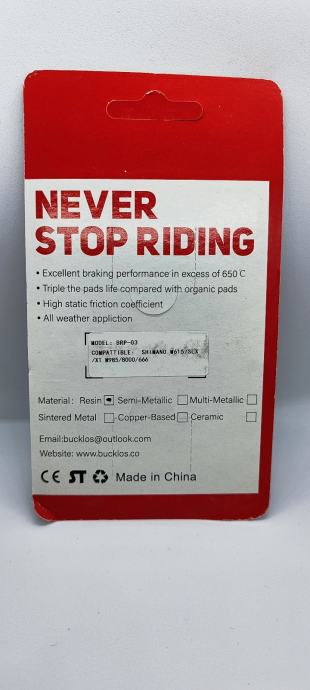 NEVER
STOP RIDING
• Excellent braking performance in excess of 650℃
• Triple the pads life compared with organic pads
• High static friction coefficient
• All weather appliction
MODEL: BRP-03
COMPATTIBLE: SHIMANO M615/SLX
/XT M985/8000/666
Material: Resin Semi-Metallic Multi-Metallic
Sintered Metal Copper-Based Ceramic
Email:bucklos@outlook.com
Website: www.bucklos.co
CE ST Made in China